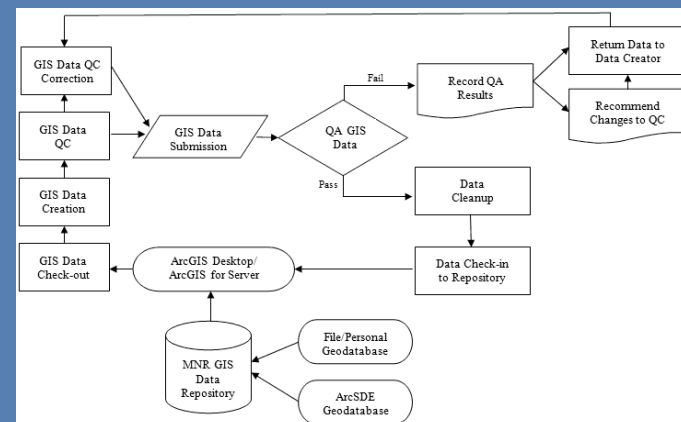 GIS Data QC
Correction
Return Data to
Data Creator
Fail
Record QA
Results
Recommend
Changes to QC
GIS Data
QC
GIS Data
Submission
QA GIS
Data
Pass
Data
Cleanup
GIS Data
Creation
GIS Data
Check-out
ArcGIS Desktop/
ArcGIS for Server
Data Check-in
to Repository
MNR GIS
Data
Repository
File/Personal
Geodatabase
ArcSDE
Geodatabase